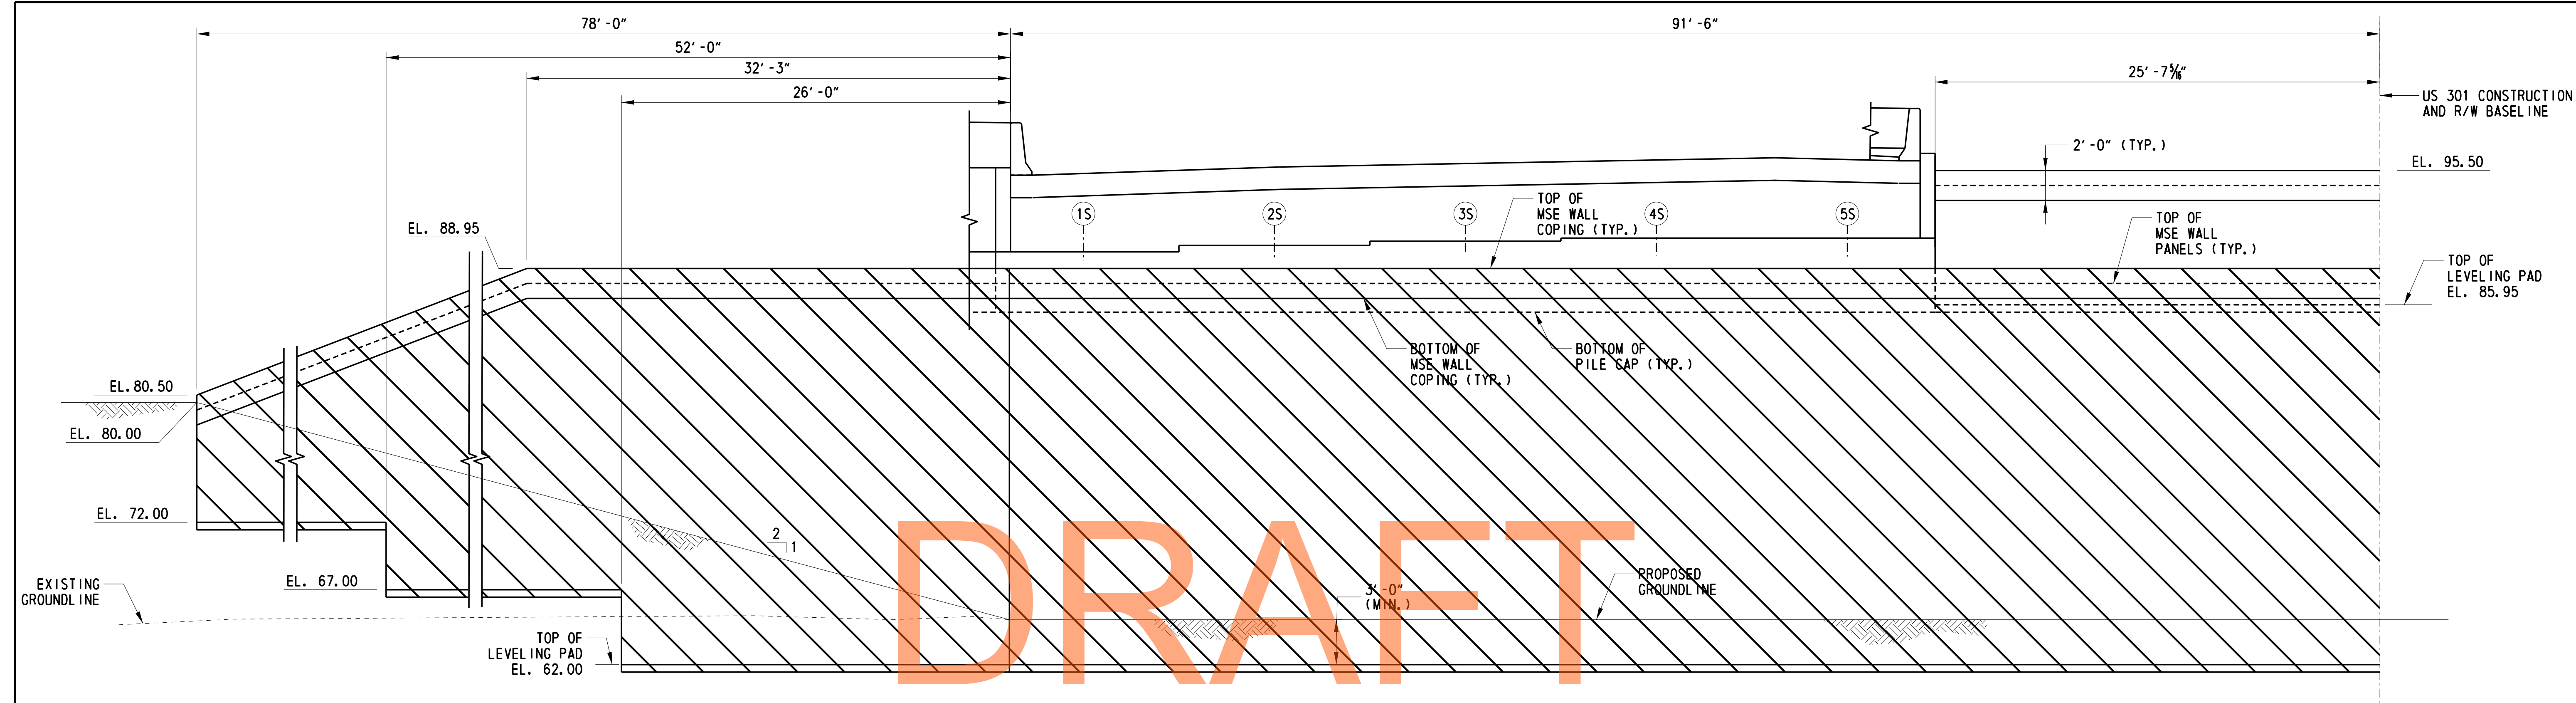 78'-0"
91'-6"
52'-0"
32'-3"
25'-7 5/16"
26'-0"
US 301 CONSTRUCTION
AND R/W BASELINE
2'-0" (TYP.)
EL. 95.50
1S
2S
3S
4S
5S
TOP OF
MSE WALL
COPING (TYP.)
TOP OF
MSE WALL
PANELS (TYP.)
EL. 88.95
TOP OF
LEVELING PAD
EL. 85.95
BOTTOM OF
MSE WALL
COPING (TYP.)
BOTTOM OF
PILE CAP (TYP.)
EL.80.50
EL. 80.00
EL. 72.00
2
1
EL. 67.00
EXISTING
GROUNDLINE
3'-0"
(MIN.)
PROPOSED
GROUNDLINE
TOP OF
LEVELING PAD
EL. 62.00
DRAFT